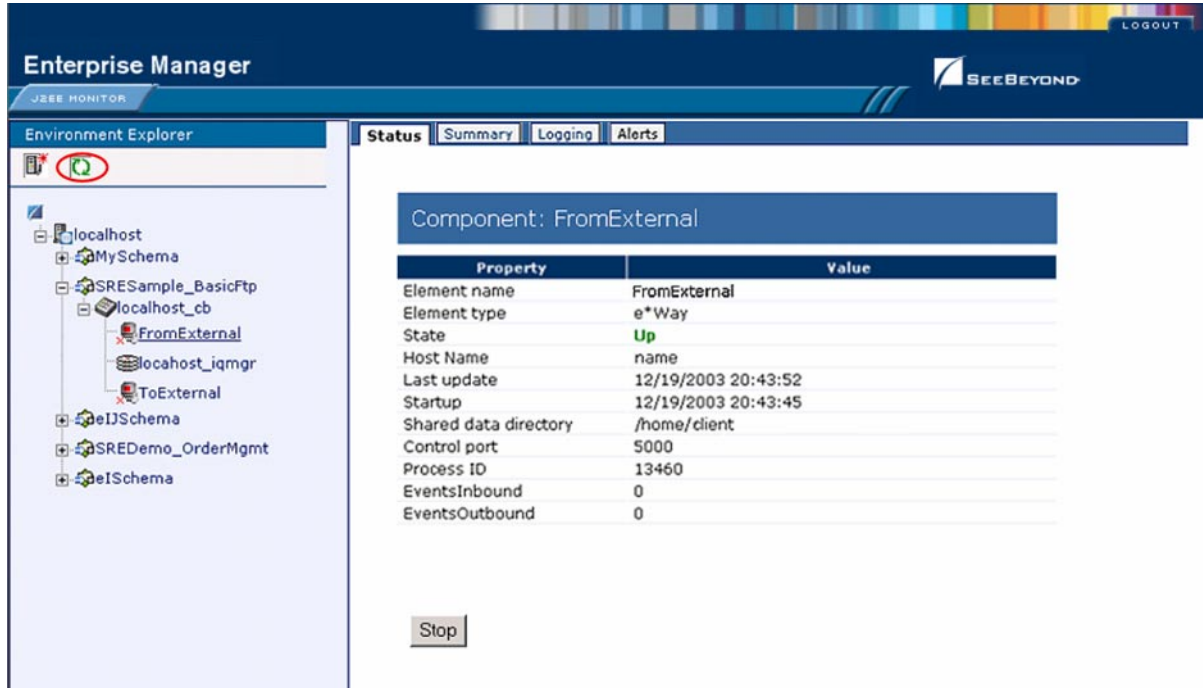 LOGOUT
Enterprise Manager
SEEBEYOND
J2EE MONITOR
Environment Explorer
Status Summary Logging Alerts
localhost
MySchema
SRESample_BasicFtp
localhost_cb
FromExternal
locahost_iqmgr
ToExternal
eIJSchema
SREDemo_OrderMgmt
eISchema
Component: FromExternal
Property Value
Element name FromExternal
Element type e*Way
State Up
Host Name name
Last update 12/19/2003 20:43:52
Startup 12/19/2003 20:43:45
Shared data directory /home/client
Control port 5000
Process ID 13460
EventsInbound 0
EventsOutbound 0
Stop